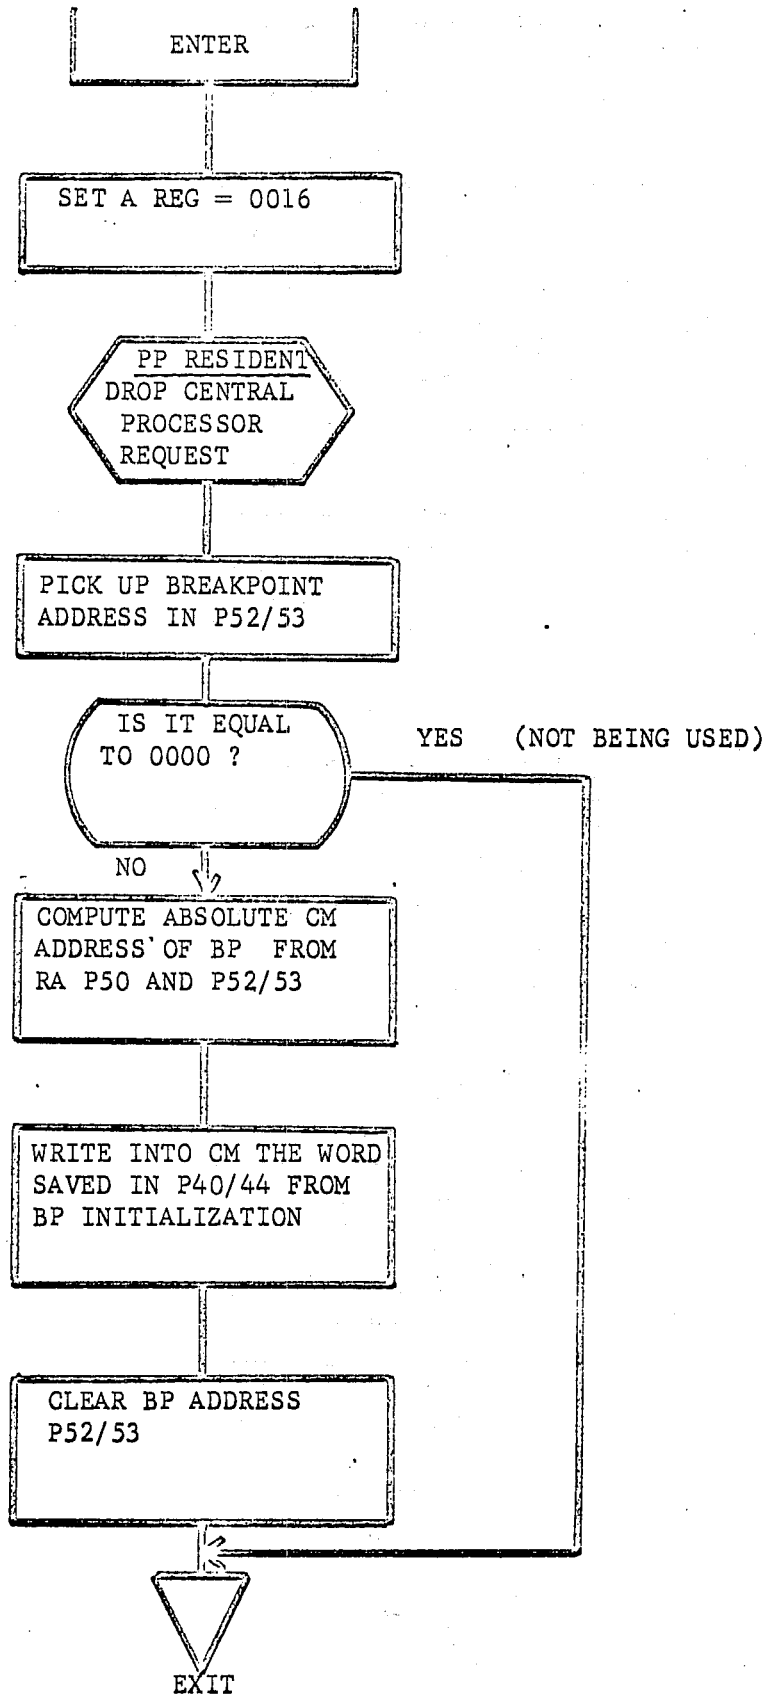 ENTER
SET A REG = 0016
PP RESIDENT
DROP CENTRAL
PROCESSOR
REQUEST
PICK UP BREAKPOINT
ADDRESS IN P52/53
IS IT EQUAL
TO 0000 ?
YES (NOT BEING USED)
NO
COMPUTE ABSOLUTE CM
ADDRESS OF BP FROM
RA P50 AND P52/53
WRITE INTO CM THE WORD
SAVED IN P40/44 FROM
BP INITIALIZATION
CLEAR BP ADDRESS
P52/53
EXIT